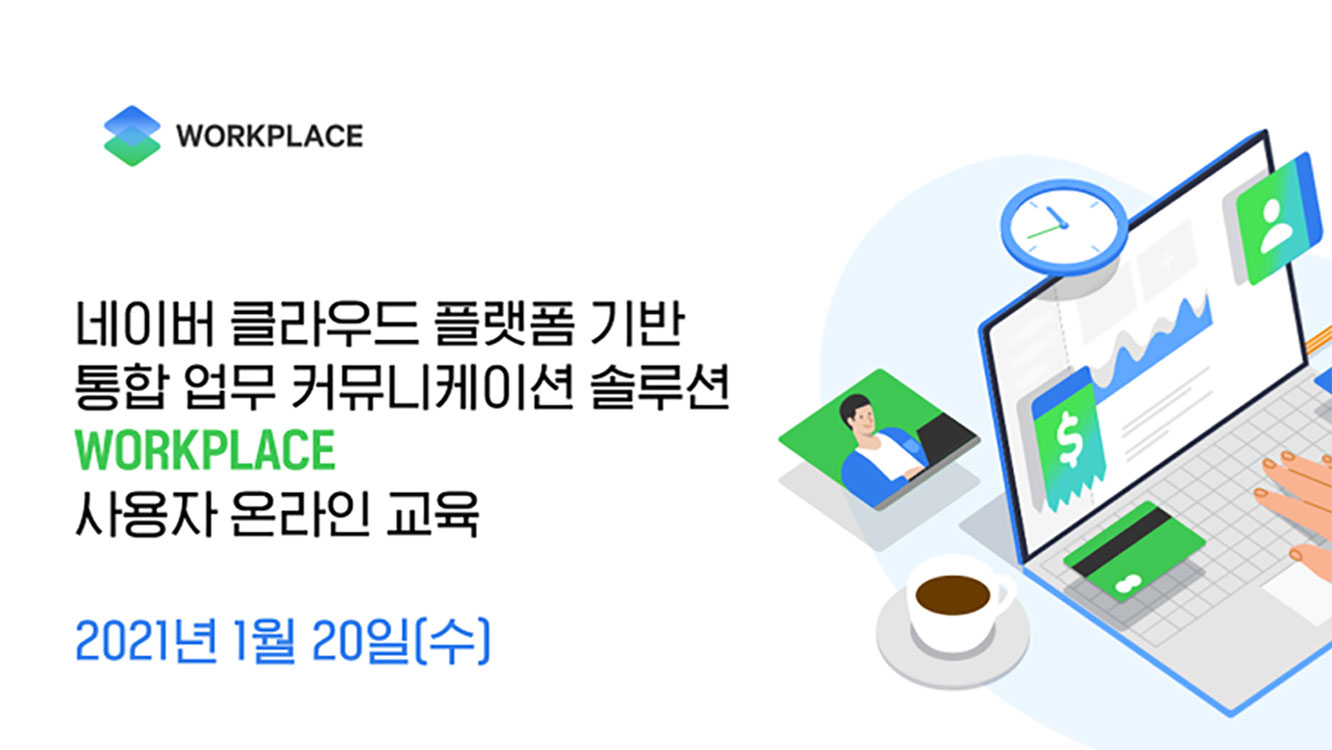 WORKPLACE
네이버 클라우드 플랫폼 기반
통합 업무 커뮤니케이션 솔루션
WORKPLACE
사용자 온라인 교육
2021년 1월 20일(수)
$